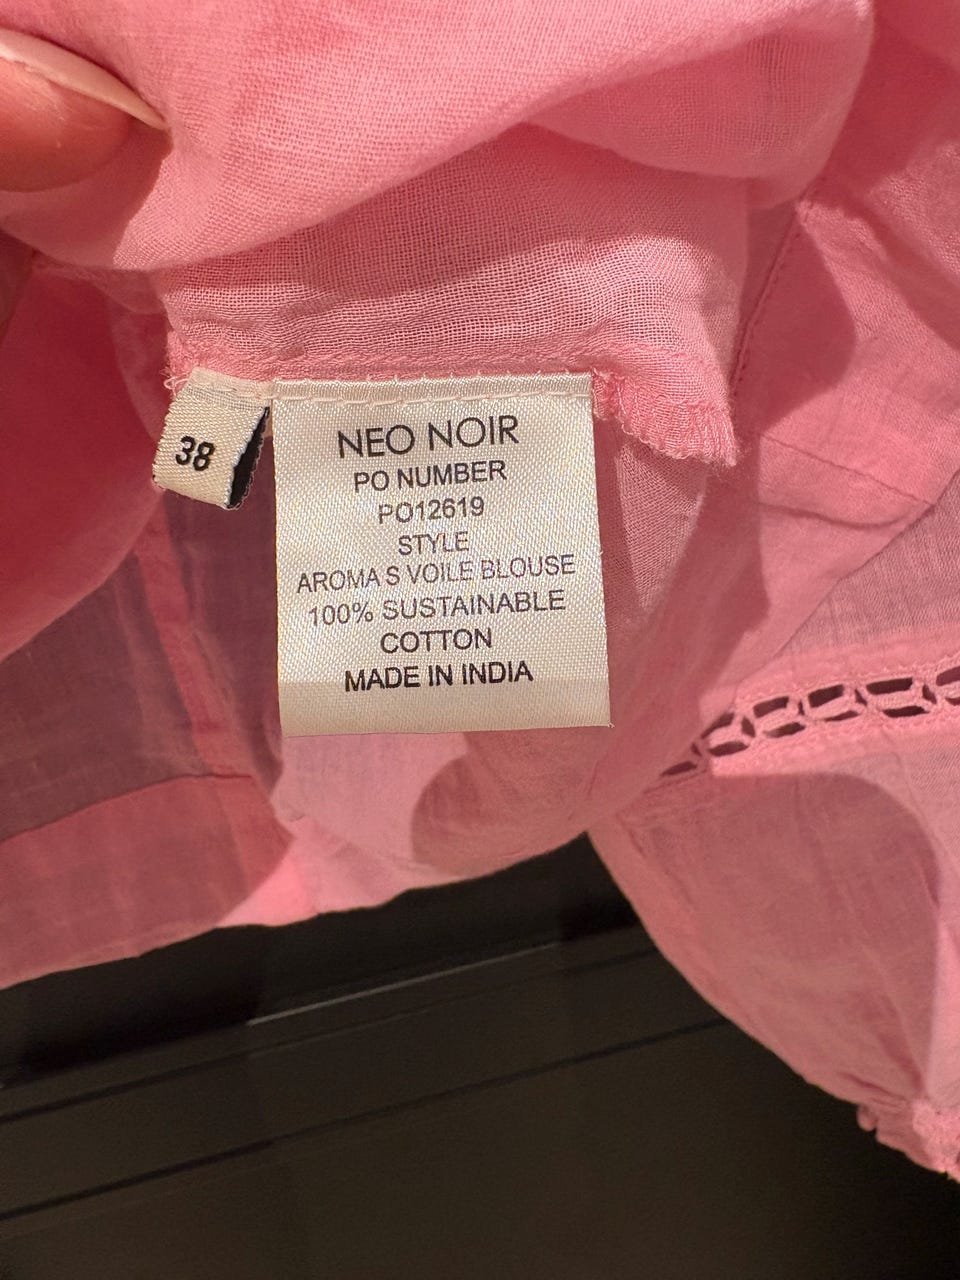 38
NEO NOIR
PO NUMBER
PO12619
STYLE
AROMA S VOILE BLOUSE
100% SUSTAINABLE
COTTON
MADE IN INDIA